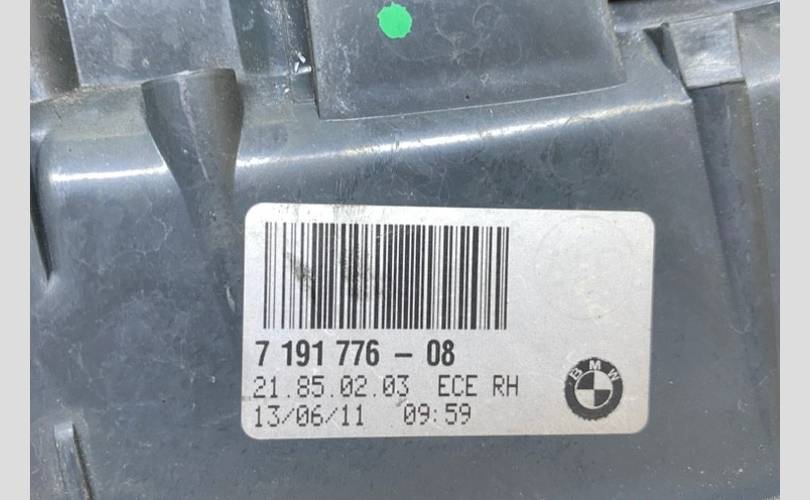 7 191 776 - 08
21.85.02.03 ECE RH
13/06/11 09:59
BMW